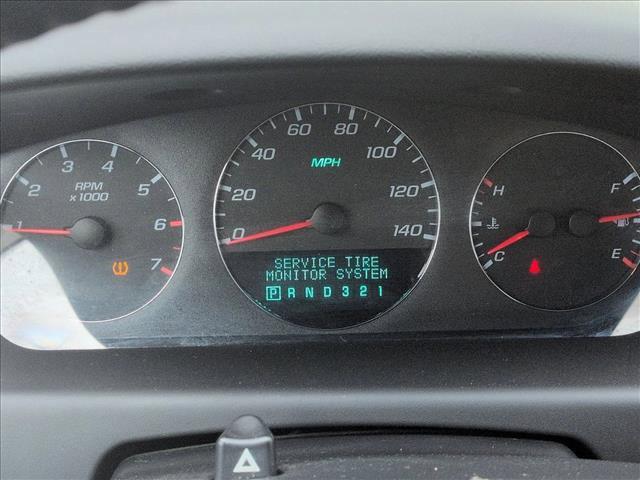 1 2 3 4 5 6 7
RPM
x1000
0 20 40 60 80 100 120 140
MPH
SERVICE TIRE
MONITOR SYSTEM
P R N D 3 2 1
H
C
F
E